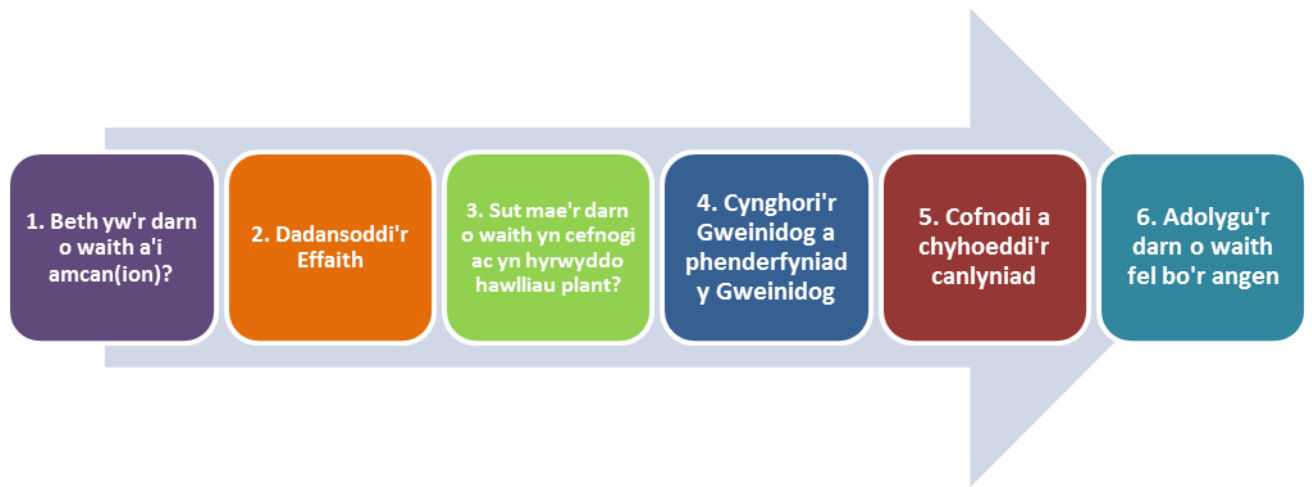 1. Beth yw'r darn
o waith a'i
amcan(ion)?
2. Dadansoddi'r
Effaith
3. Sut mae'r darn
o waith yn cefnogi
ac yn hyrwyddo
hawlliau plant?
4. Cynghori'r
Gweinidog a
phenderfyniad
y Gweinidog
5. Cofnodi a
chyhoeddi'r
canlyniad
6. Adolygu'r
darn o waith
fel bo'r angen